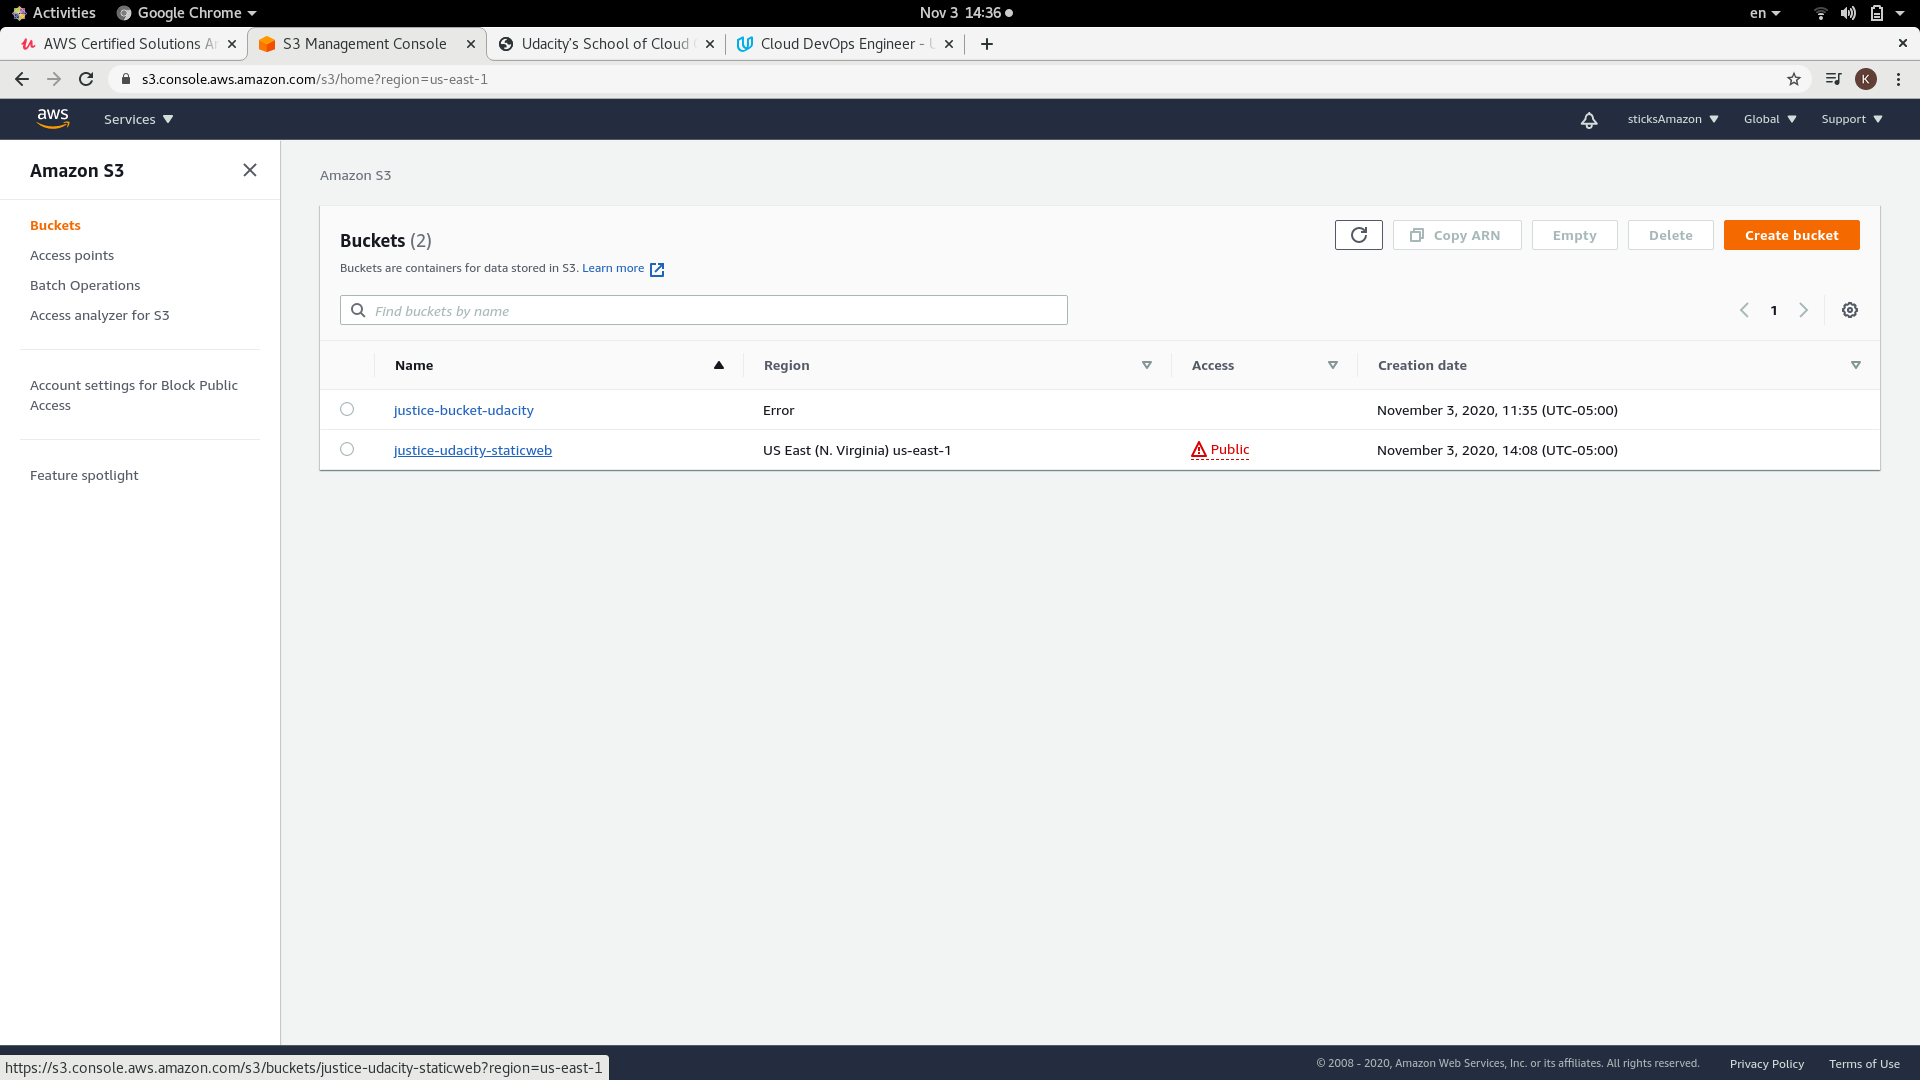 Activities
Google Chrome
Nov 3 14:36
en
AWS Certified Solutions Ar
S3 Management Console
Udacity's School of Cloud
Cloud DevOps Engineer -
s3.console.aws.amazon.com/s3/home?region=us-east-1
K
aws
Services
sticksAmazon
Global
Support
Amazon S3
Buckets
Access points
Batch Operations
Access analyzer for S3
Account settings for Block Public
Access
Feature spotlight
Amazon S3
Buckets (2)
Copy ARN
Empty
Delete
Create bucket
Buckets are containers for data stored in S3. Learn more
Find buckets by name
1
Name
Region
Access
Creation date
justice-bucket-udacity
Error
November 3, 2020, 11:35 (UTC-05:00)
justice-udacity-staticweb
US East (N. Virginia) us-east-1
Public
November 3, 2020, 14:08 (UTC-05:00)
https://s3.console.aws.amazon.com/s3/buckets/justice-udacity-staticweb?region=us-east-1
© 2008 - 2020, Amazon Web Services, Inc. or its affiliates. All rights reserved.
Privacy Policy
Terms of Use